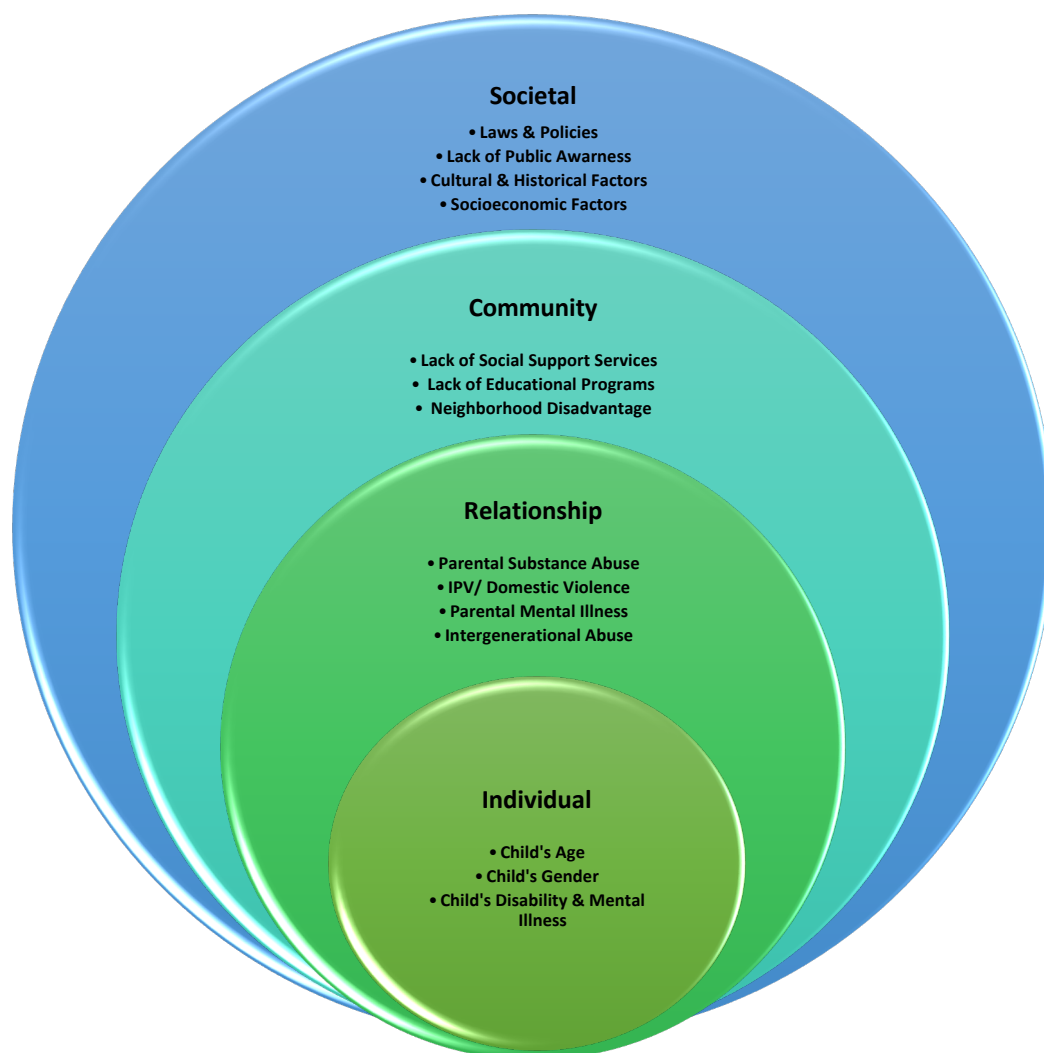 Societal
• Laws & Policies
• Lack of Public Awarness
• Cultural & Historical Factors
• Socioeconomic Factors
Community
• Lack of Social Support Services
• Lack of Educational Programs
• Neighborhood Disadvantage
Relationship
• Parental Substance Abuse
• IPV/ Domestic Violence
• Parental Mental Illness
• Intergenerational Abuse
Individual
• Child's Age
• Child's Gender
• Child's Disability & Mental
Illness